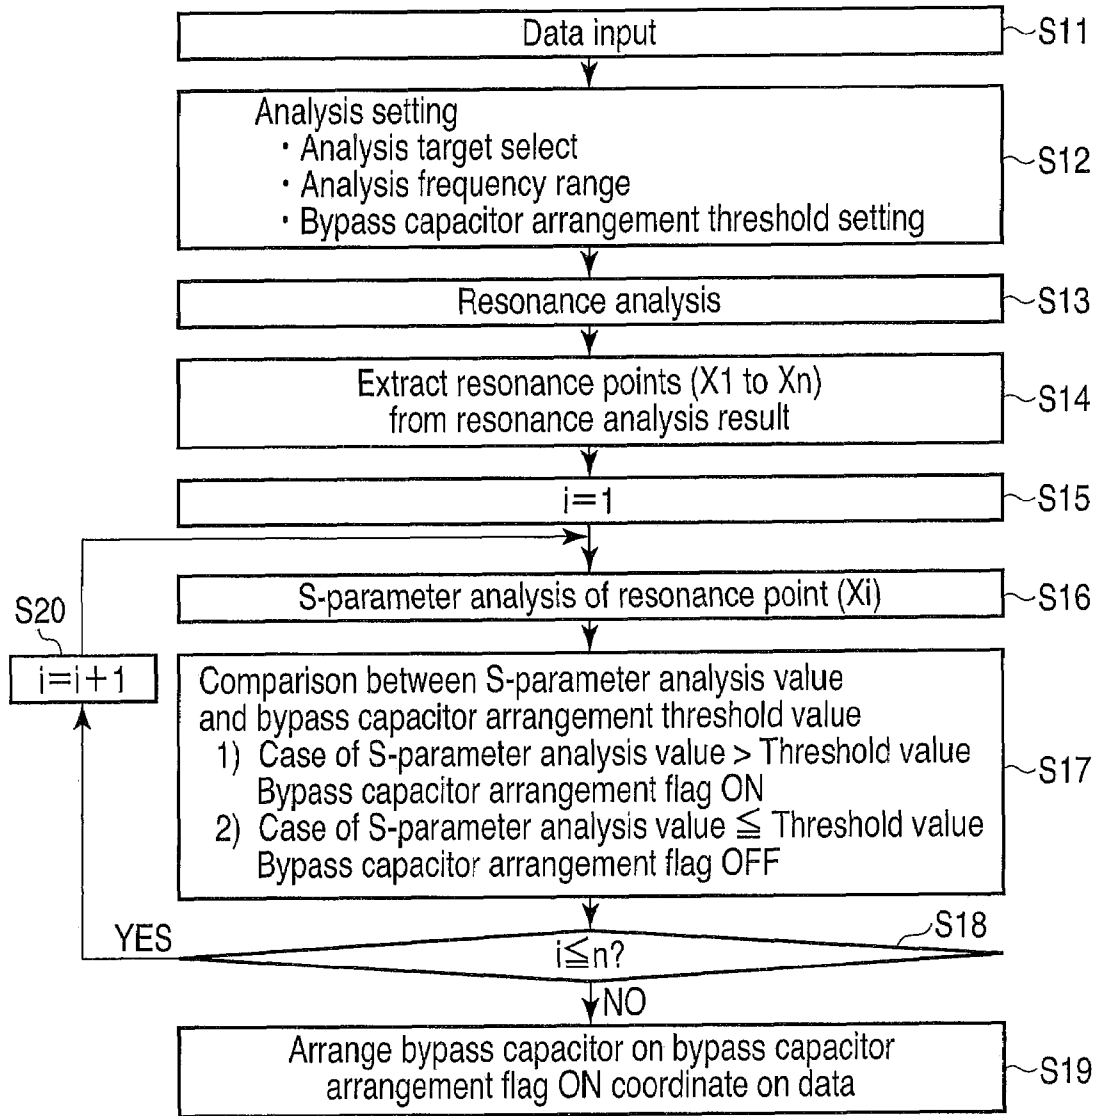 Data input
S11
Analysis setting
・Analysis target select
・Analysis frequency range
・Bypass capacitor arrangement threshold setting
S12
Resonance analysis
S13
Extract resonance points (X1 to Xn)
from resonance analysis result
S14
i=1
S15
S-parameter analysis of resonance point (Xi)
S16
S20
i=i+1
Comparison between S-parameter analysis value
and bypass capacitor arrangement threshold value
1) Case of S-parameter analysis value > Threshold value
Bypass capacitor arrangement flag ON
2) Case of S-parameter analysis value ≦ Threshold value
Bypass capacitor arrangement flag OFF
S17
YES
i≦n?
S18
NO
Arrange bypass capacitor on bypass capacitor
arrangement flag ON coordinate on data
S19